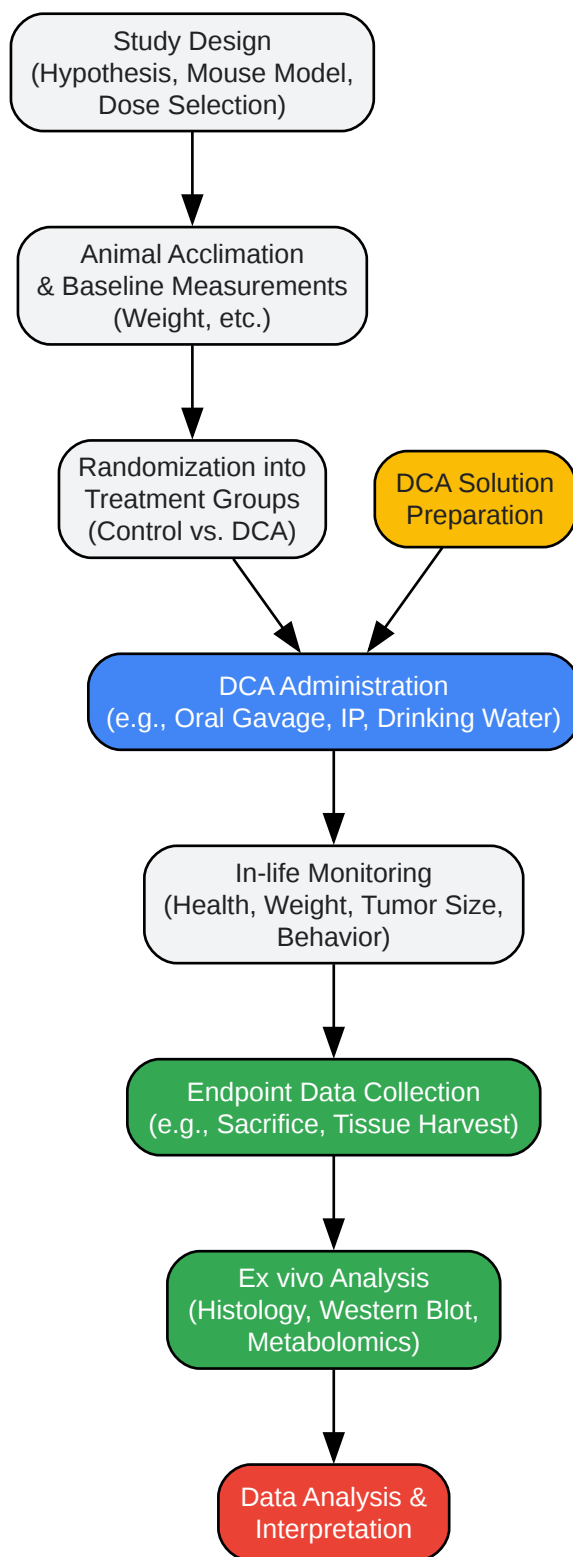 Study Design
(Hypothesis, Mouse Model,
Dose Selection)
Animal Acclimation
& Baseline Measurements
(Weight, etc.)
Randomization into
Treatment Groups
(Control vs. DCA)
DCA Solution
Preparation
DCA Administration
(e.g., Oral Gavage, IP, Drinking Water)
In-life Monitoring
(Health, Weight, Tumor Size,
Behavior)
Endpoint Data Collection
(e.g., Sacrifice, Tissue Harvest)
Ex vivo Analysis
(Histology, Western Blot,
Metabolomics)
Data Analysis &
Interpretation